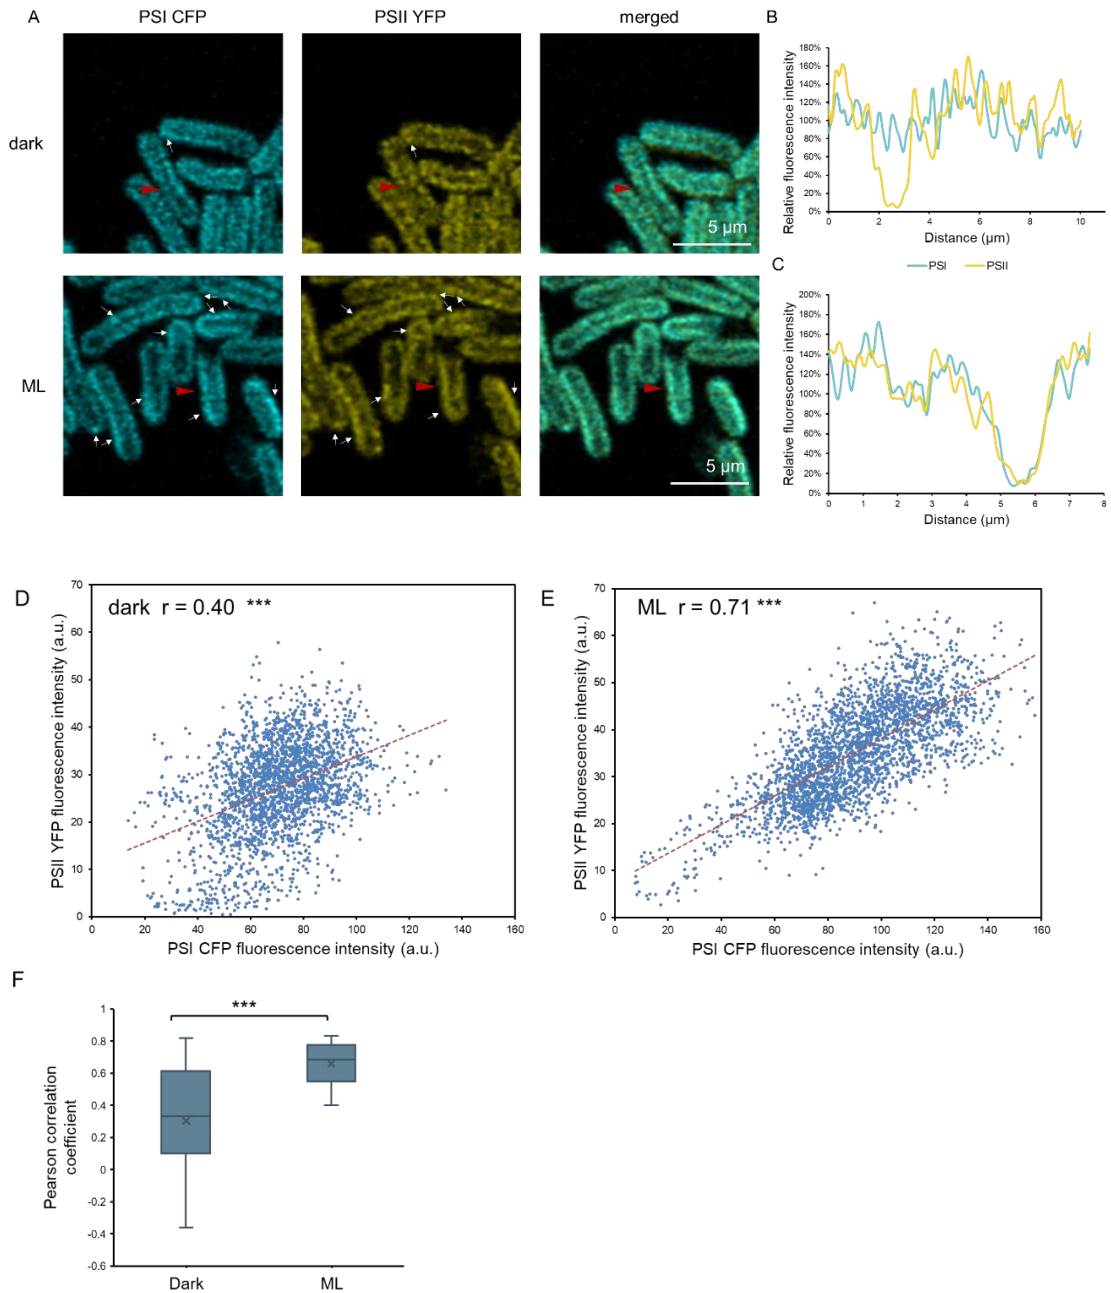 A
PSI CFP
PSII YFP
merged
dark
5 µm
ML
5 µm
B
Relative fluorescence intensity
180%
160%
140%
120%
100%
80%
60%
40%
20%
0%
0
2
4
6
8
10
Distance (µm)
PSI
PSII
C
Relative fluorescence intensity
200%
180%
160%
140%
120%
100%
80%
60%
40%
20%
0%
0
1
2
3
4
5
6
7
8
Distance (µm)
D
dark r = 0.40 ***
PSII YFP fluorescence intensity (a.u.)
70
60
50
40
30
20
10
0
0
20
40
60
80
100
120
140
160
PSI CFP fluorescence intensity (a.u.)
E
ML r = 0.71 ***
PSII YFP fluorescence intensity (a.u.)
70
60
50
40
30
20
10
0
0
20
40
60
80
100
120
140
160
PSI CFP fluorescence intensity (a.u.)
F
***
Pearson correlation
coefficient
1
0.8
0.6
0.4
0.2
0
-0.2
-0.4
-0.6
Dark
ML